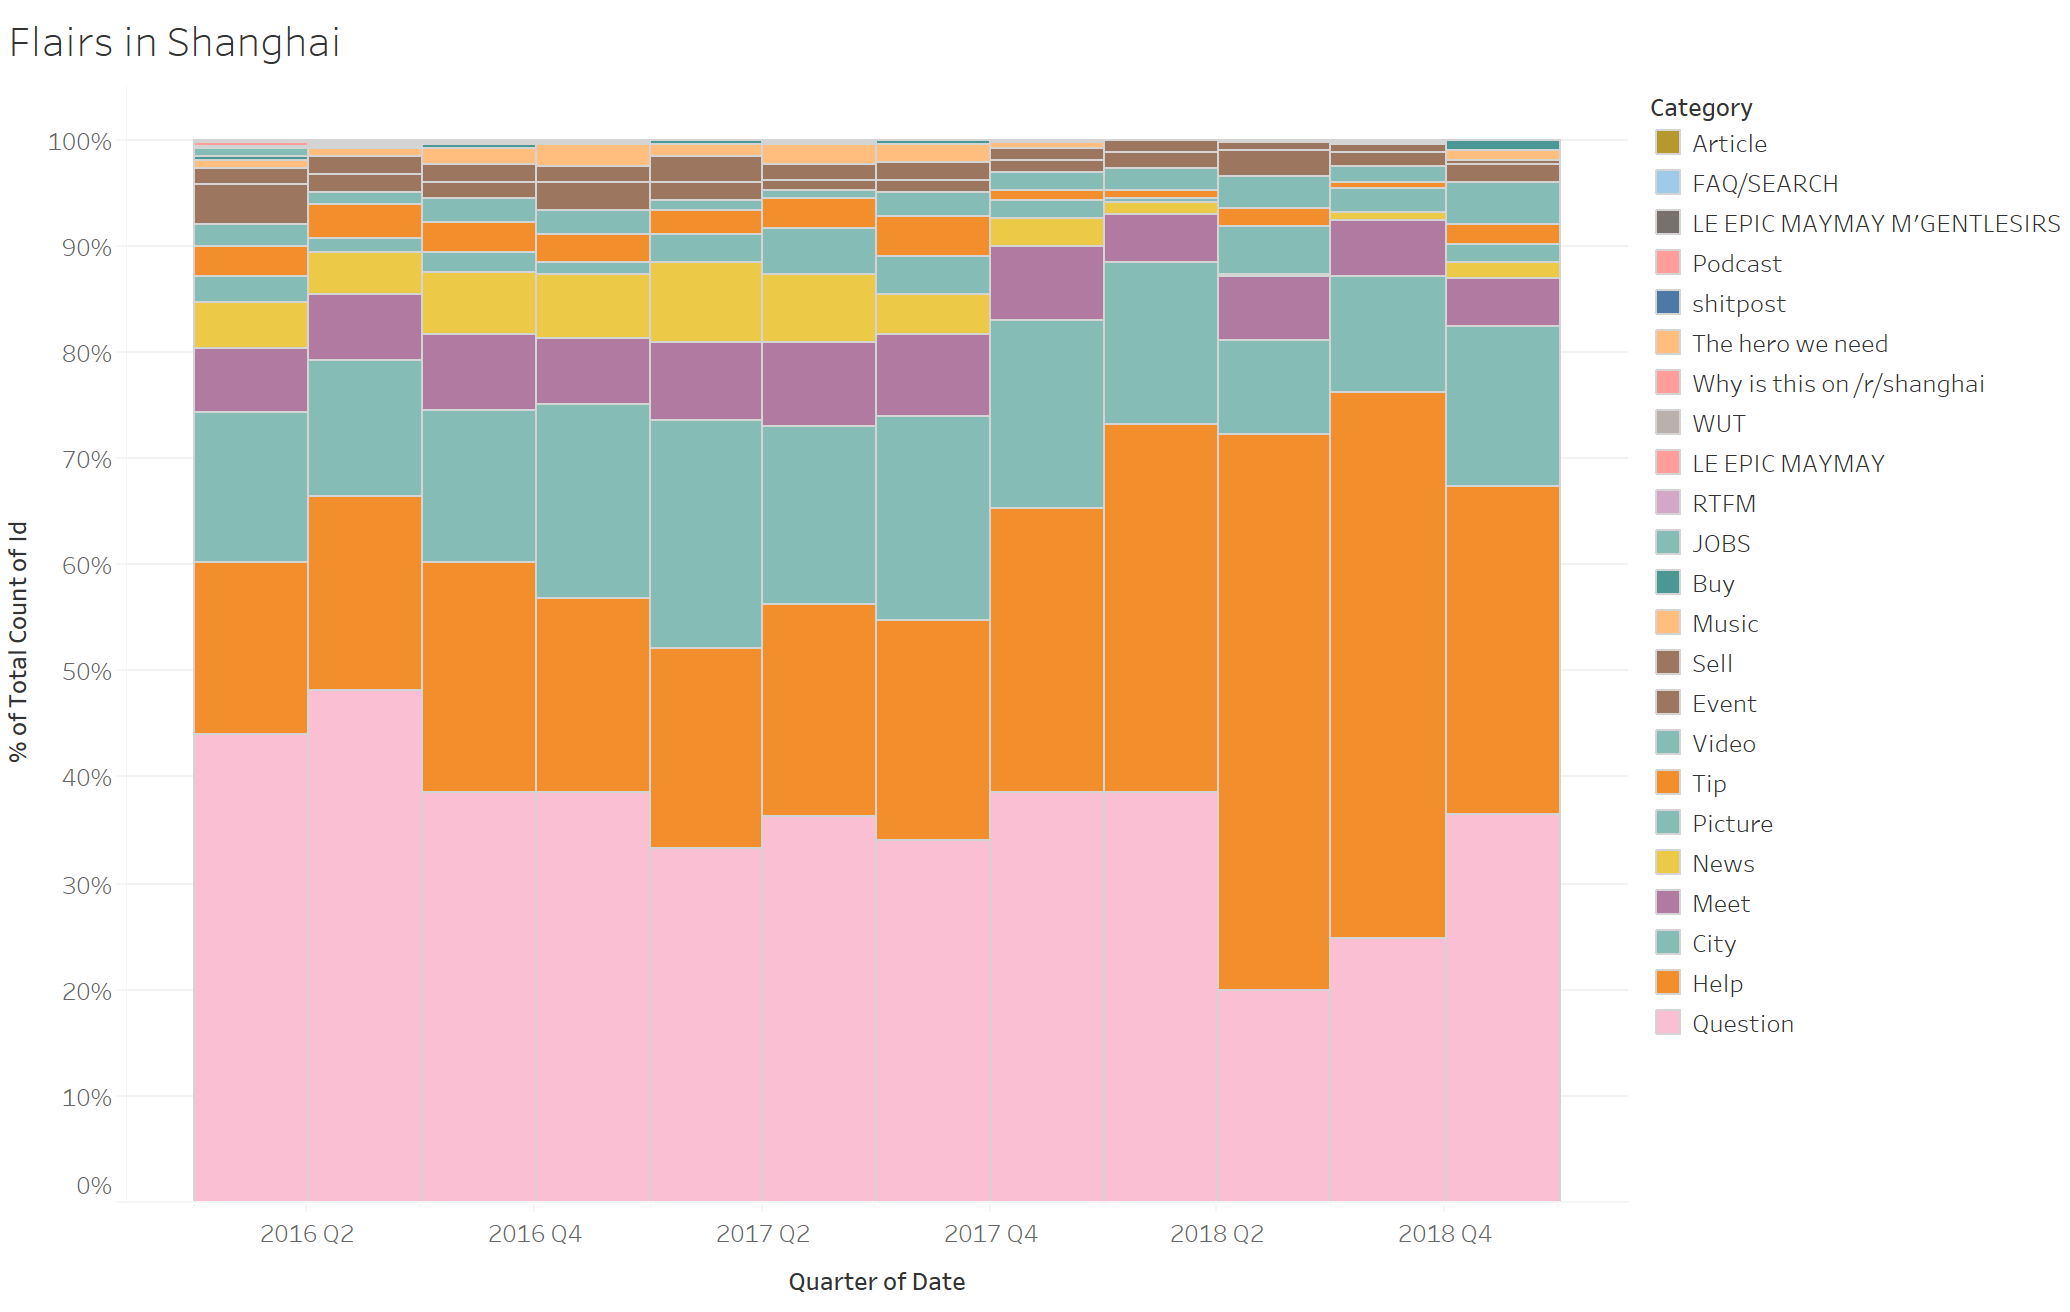 Flairs in Shanghai
% of Total Count of Id
100%
90%
80%
70%
60%
50%
40%
30%
20%
10%
0%
2016 Q2
2016 Q4
2017 Q2
2017 Q4
2018 Q2
2018 Q4
Quarter of Date
Category
Article
FAQ/SEARCH
LE EPIC MAYMAY M'GENTLESIRS
Podcast
shitpost
The hero we need
Why is this on /r/shanghai
WUT
LE EPIC MAYMAY
RTFM
JOBS
Buy
Music
Sell
Event
Video
Tip
Picture
News
Meet
City
Help
Question